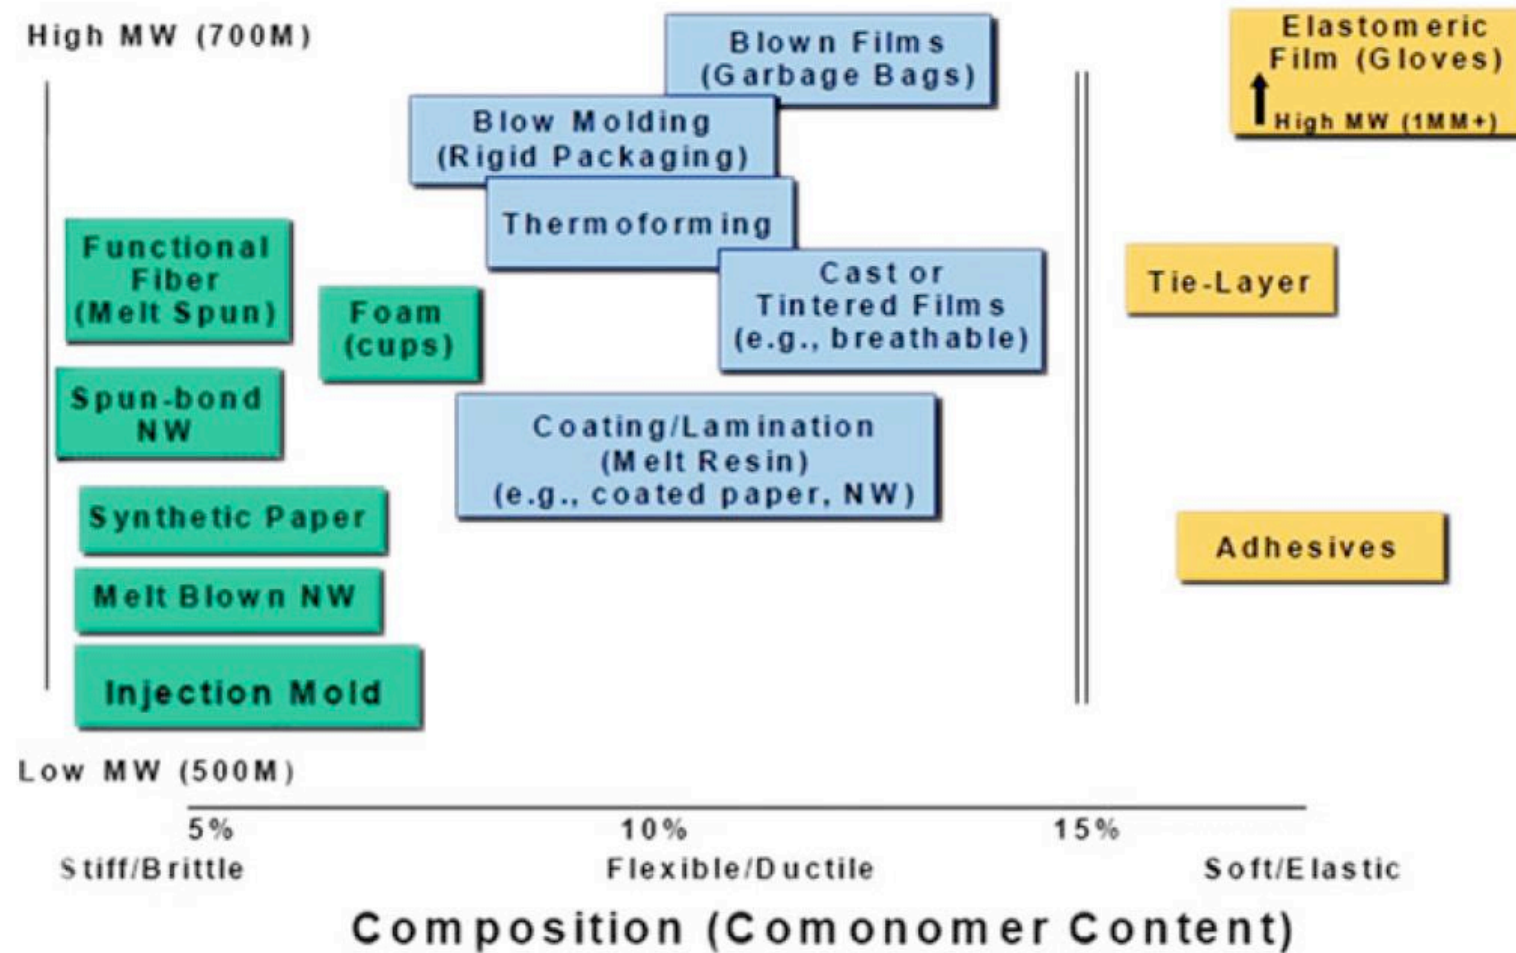 High MW (700M)
Blown Films
(Garbage Bags)
Elastomeric
Film (Gloves)
High MW (1MM+)
Blow Molding
(Rigid Packaging)
Thermoforming
Functional
Fiber
(Melt Spun)
Foam
(cups)
Cast or
Tintered Films
(e.g., breathable)
Tie-Layer
Spun-bond
NW
Coating/Lamination
(Melt Resin)
(e.g., coated paper, NW)
Synthetic Paper
Adhesives
Melt Blown NW
Injection Mold
Low MW (500M)
5% 10% 15%
Stiff/Brittle Flexible/Ductile Soft/Elastic
Composition (Comonomer Content)